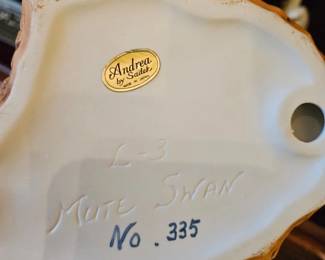 Andrea
by Sadek
L-3
MUTE SWAN
No. 335